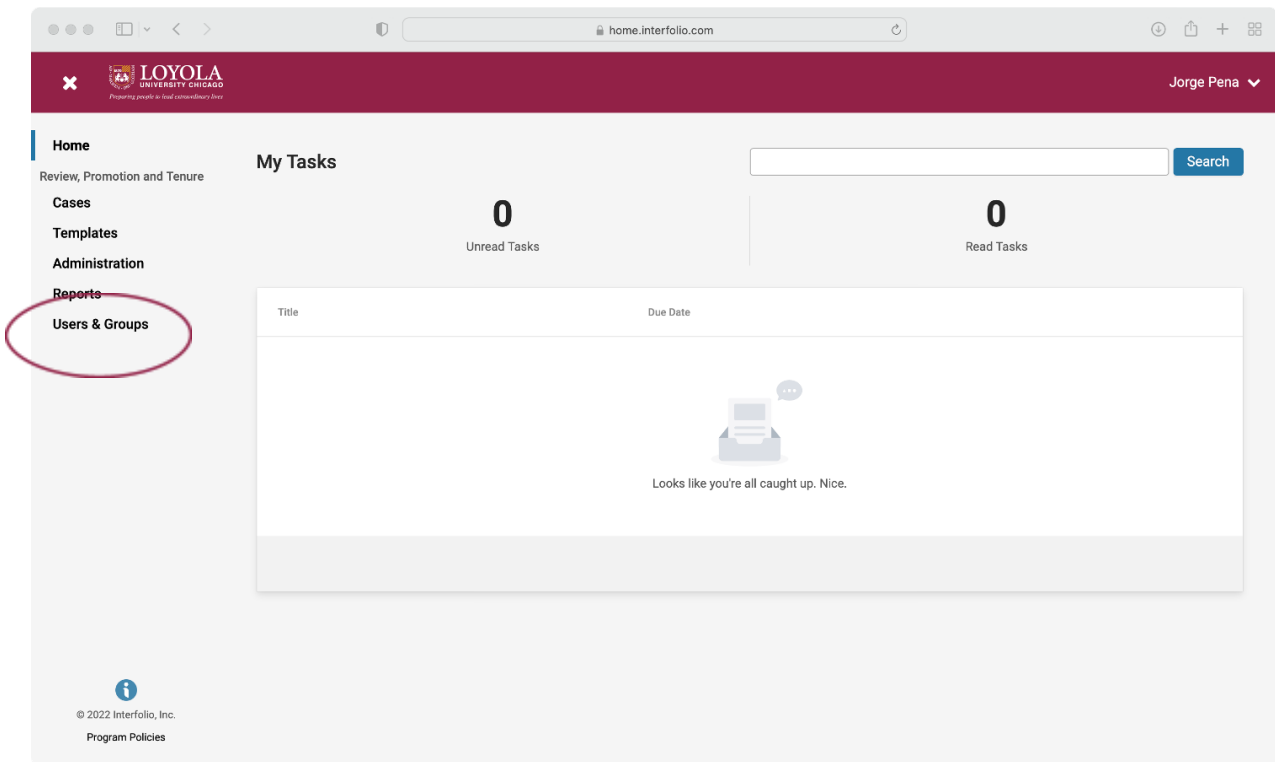 home.interfolio.com
LOYOLA
UNIVERSITY CHICAGO
Preparing people to lead extraordinary lives
Jorge Pena
Home
Review, Promotion and Tenure
Cases
Templates
Administration
Reports
Users & Groups
My Tasks
Search
0
Unread Tasks
0
Read Tasks
Title Due Date
Looks like you're all caught up. Nice.
© 2022 Interfolio, Inc.
Program Policies